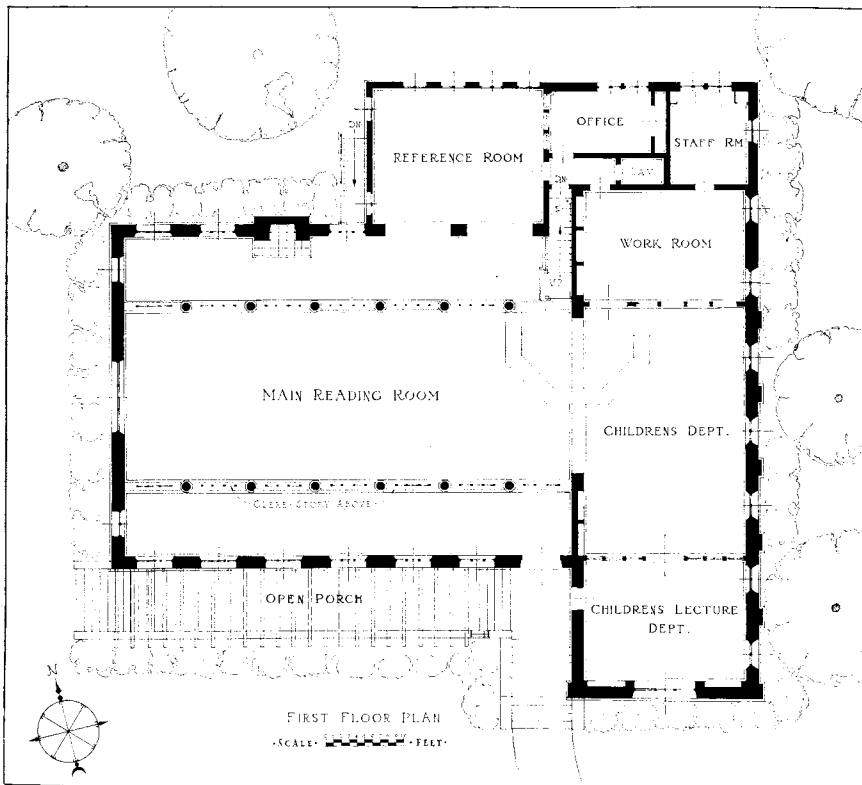 OFFICE
STAFF RM
REFERENCE ROOM
DN
LAV.
DN
WORK ROOM
MAIN READING ROOM
CHILDRENS DEPT.
CLERE-STORY ABOVE
OPEN PORCH
CHILDRENS LECTURE
DEPT.
N
FIRST FLOOR PLAN
·SCALE· ·FEET·